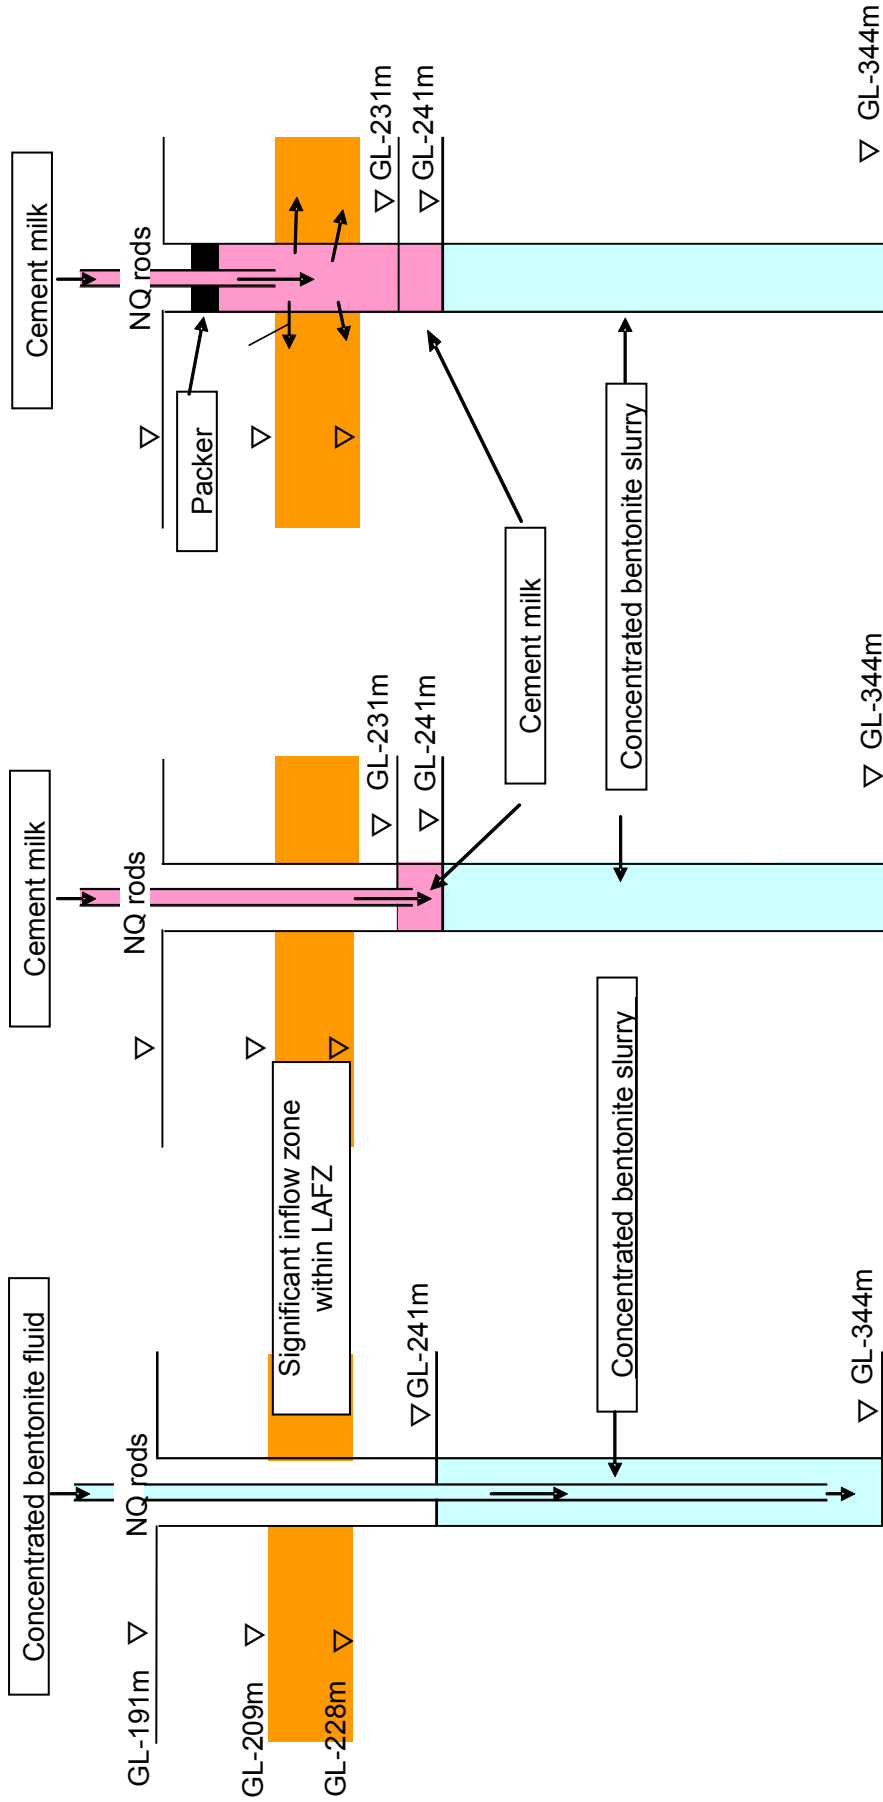 Concentrated bentonite fluid
NQ rods
GL-191m
GL-209m
GL-228m
GL-241m
GL-344m
Significant inflow zone
within LAFZ
Concentrated bentonite slurry
Cement milk
NQ rods
GL-231m
GL-241m
GL-344m
Cement milk
Concentrated bentonite slurry
Cement milk
NQ rods
Packer
GL-231m
GL-241m
GL-344m